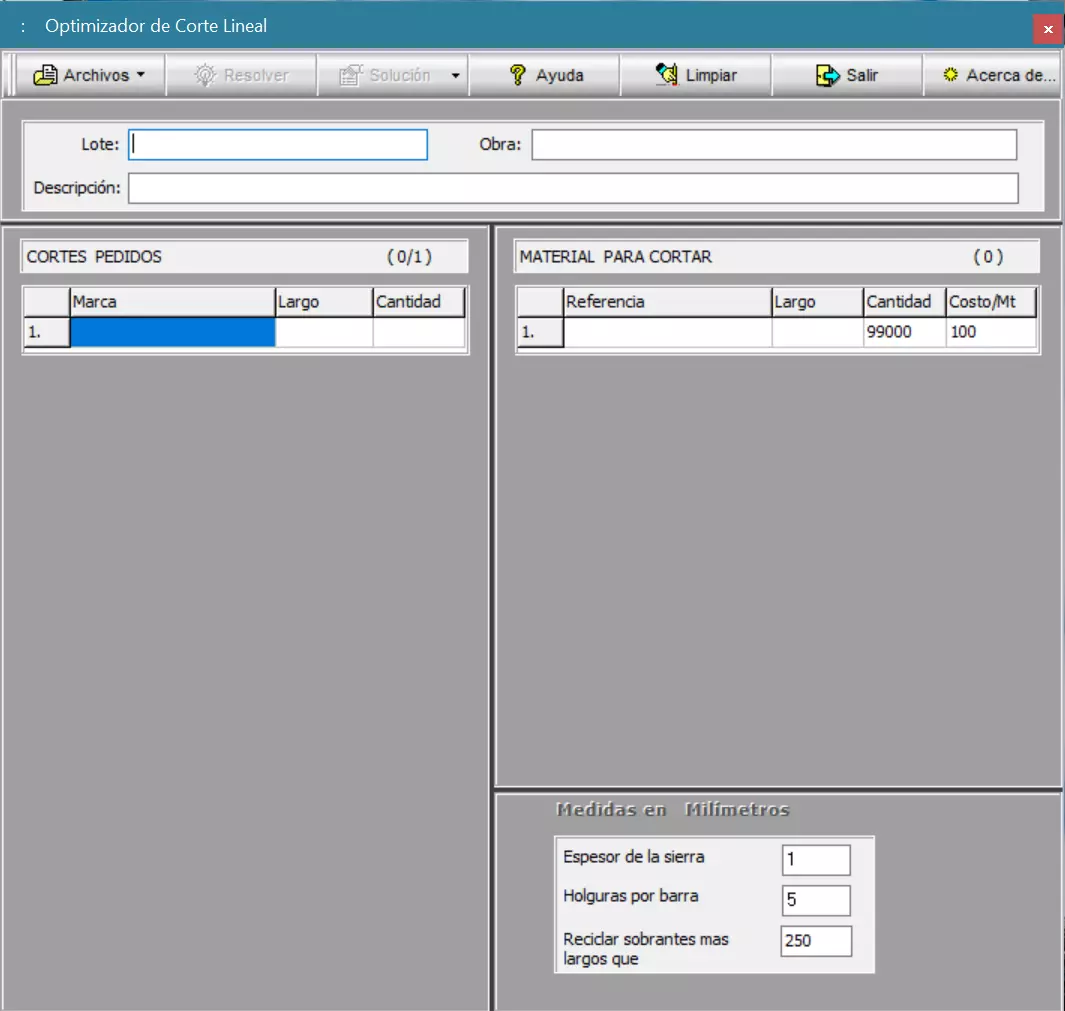 : Optimizador de Corte Lineal
Archivos Resolver Solución Ayuda Limpiar Salir Acerca de...
Lote: Obra:
Descripción:
CORTES PEDIDOS ( 0/1 )
Marca Largo Cantidad
1.
MATERIAL PARA CORTAR ( 0 )
Referencia Largo Cantidad Costo/Mt
1. 99000 100
Medidas en Milímetros
Espesor de la sierra 1
Holguras por barra 5
Reciclar sobrantes mas 250
largos que